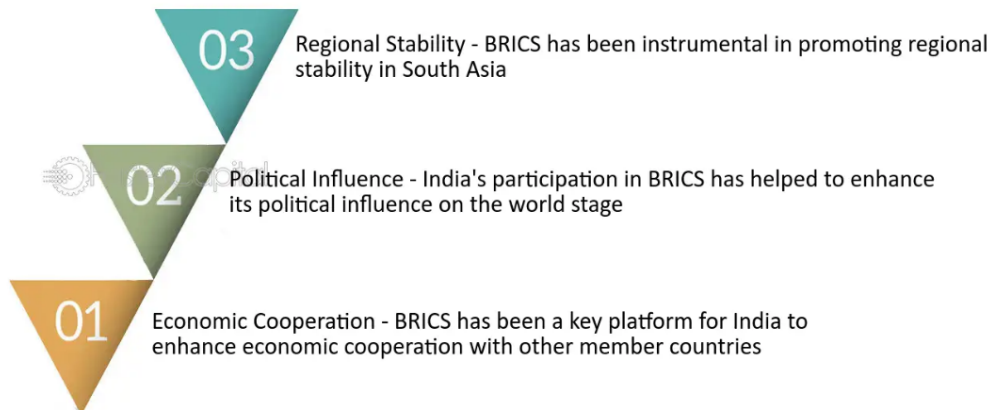 03
Regional Stability - BRICS has been instrumental in promoting regional
stability in South Asia
02
Political Influence - India's participation in BRICS has helped to enhance
its political influence on the world stage
01
Economic Cooperation - BRICS has been a key platform for India to
enhance economic cooperation with other member countries